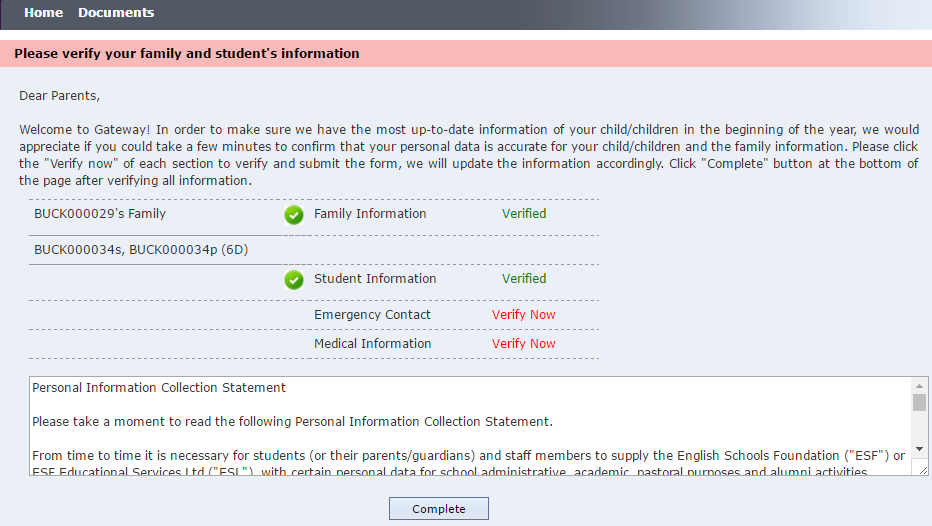 Home Documents
Please verify your family and student's information
Dear Parents,
Welcome to Gateway! In order to make sure we have the most up-to-date information of your child/children in the beginning of the year, we would
appreciate if you could take a few minutes to confirm that your personal data is accurate for your child/children and the family information. Please click
the "Verify now" of each section to verify and submit the form, we will update the information accordingly. Click "Complete" button at the bottom of
the page after verifying all information.
BUCK000029's Family Family Information Verified
BUCK000034s, BUCK000034p (6D)
Student Information Verified
Emergency Contact Verify Now
Medical Information Verify Now
Personal Information Collection Statement
Please take a moment to read the following Personal Information Collection Statement.
From time to time it is necessary for students (or their parents/guardians) and staff members to supply the English Schools Foundation ("ESF") or
ESF Educational Services Ltd ("ESL"), with certain personal data for school administrative, academic, pastoral purposes and alumni activities.
Complete